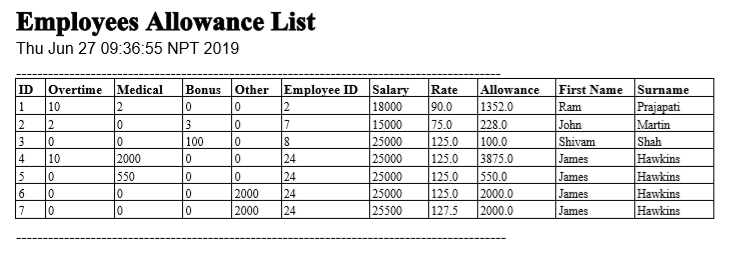 Employees Allowance List
Thu Jun 27 09:36:55 NPT 2019
ID Overtime Medical Bonus Other Employee ID Salary Rate Allowance First Name Surname
1 10 2 0 0 2 18000 90.0 1352.0 Ram Prajapati
2 2 0 3 0 7 15000 75.0 228.0 John Martin
3 0 0 100 0 8 25000 125.0 100.0 Shivam Shah
4 10 2000 0 0 24 25000 125.0 3875.0 James Hawkins
5 0 550 0 0 24 25000 125.0 550.0 James Hawkins
6 0 0 0 2000 24 25000 125.0 2000.0 James Hawkins
7 0 0 0 2000 24 25500 127.5 2000.0 James Hawkins